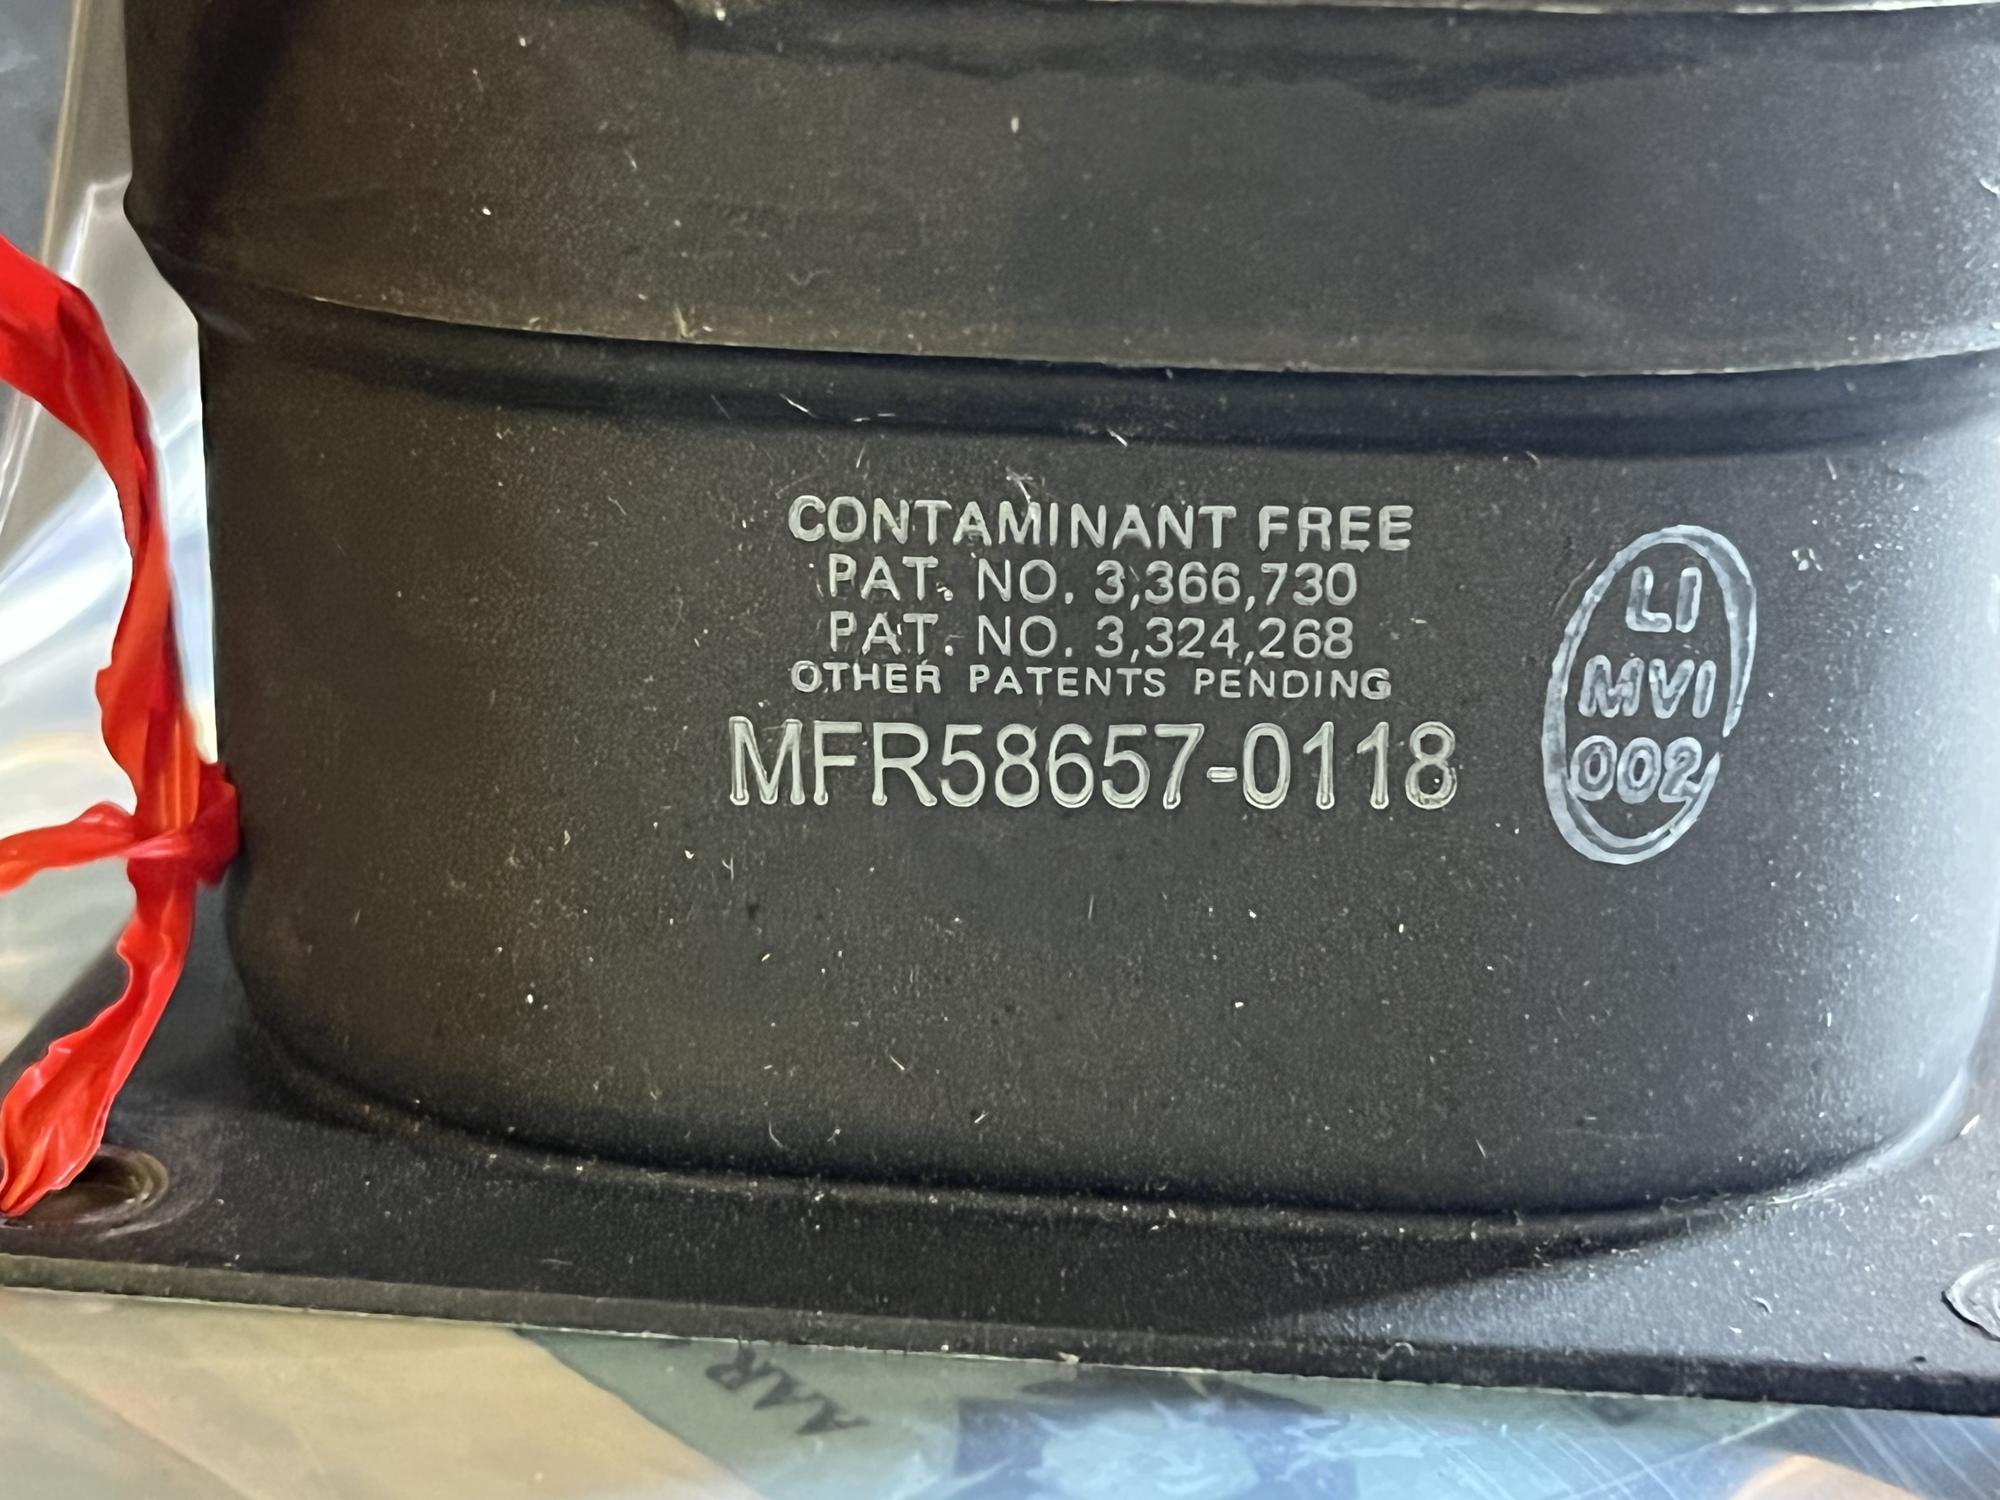 CONTAMINANT FREE
PAT. NO. 3,366,730
PAT. NO. 3,324,268
OTHER PATENTS PENDING
MFR58657-0118
LI
MVI
002
AAR